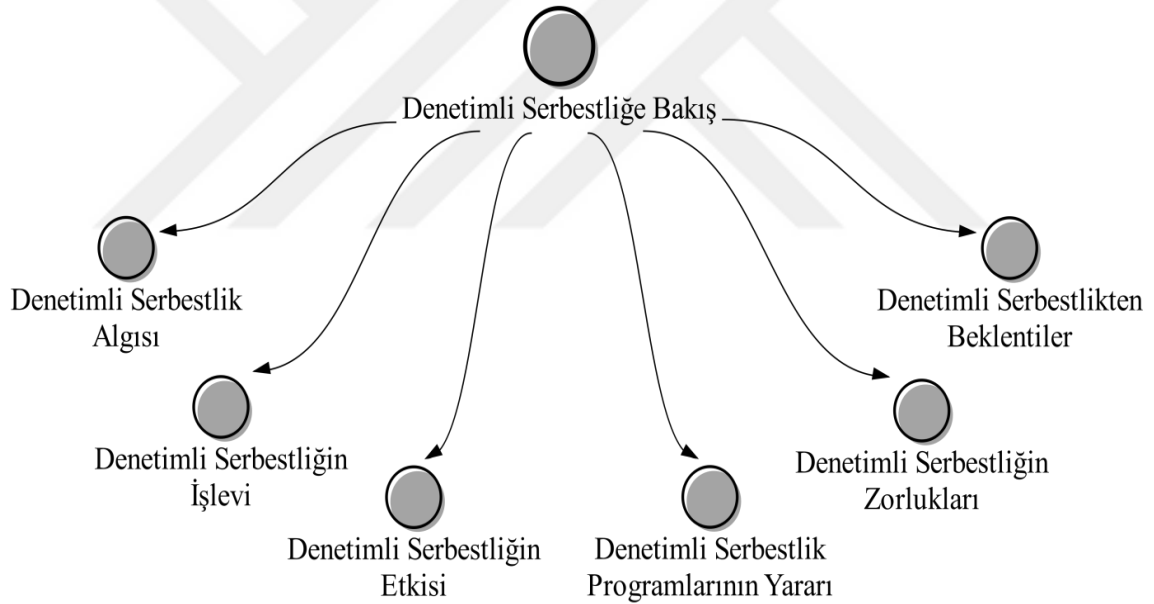 Denetimli Serbestliğe Bakış
Denetimli Serbestlik
Algısı
Denetimli Serbestliğin
İşlevi
Denetimli Serbestliğin
Etkisi
Denetimli Serbestlik
Programlarının Yararı
Denetimli Serbestliğin
Zorlukları
Denetimli Serbestlikten
Beklentiler